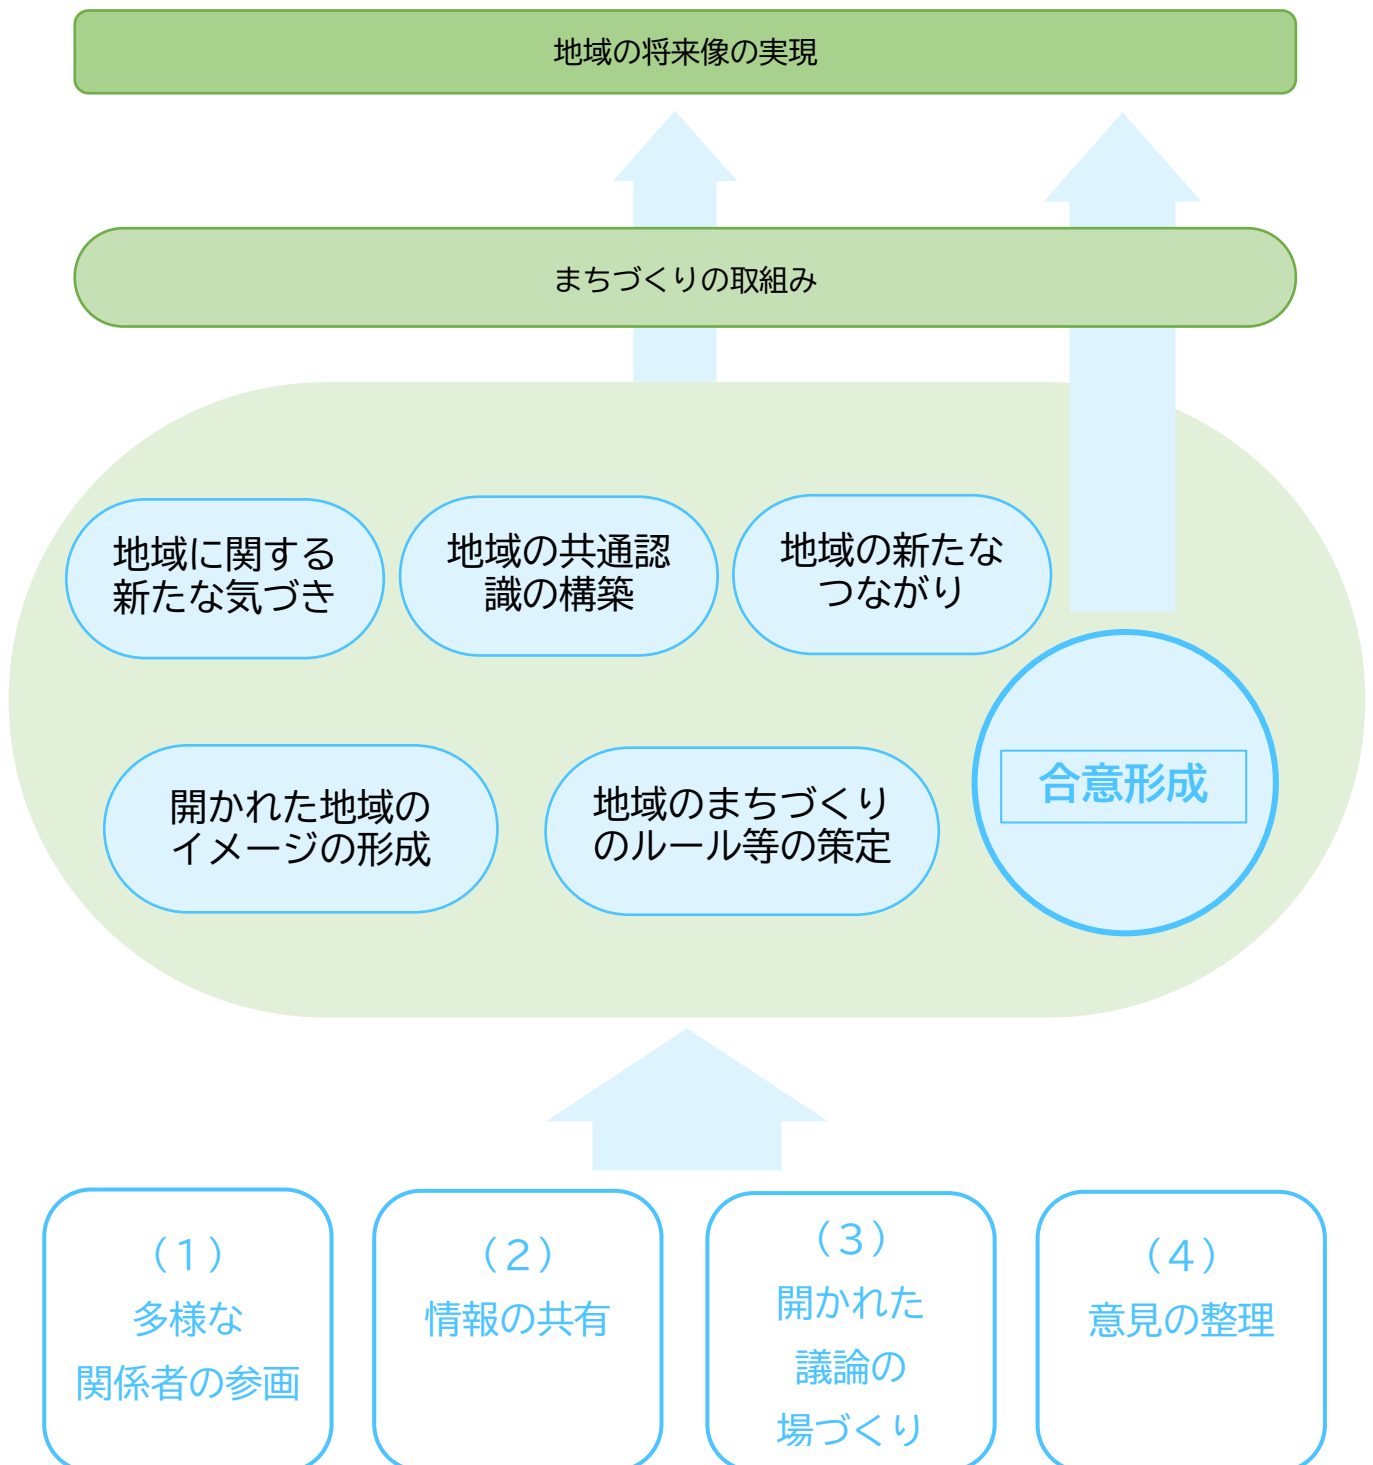 地域の将来像の実現
まちづくりの取組み
地域に関する
新たな気づき
地域の共通認
識の構築
地域の新たな
つながり
開かれた地域の
イメージの形成
地域のまちづくり
のルール等の策定
合意形成
（１）
多様な
関係者の参画
（２）
情報の共有
（３）
開かれた
議論の
場づくり
（４）
意見の整理